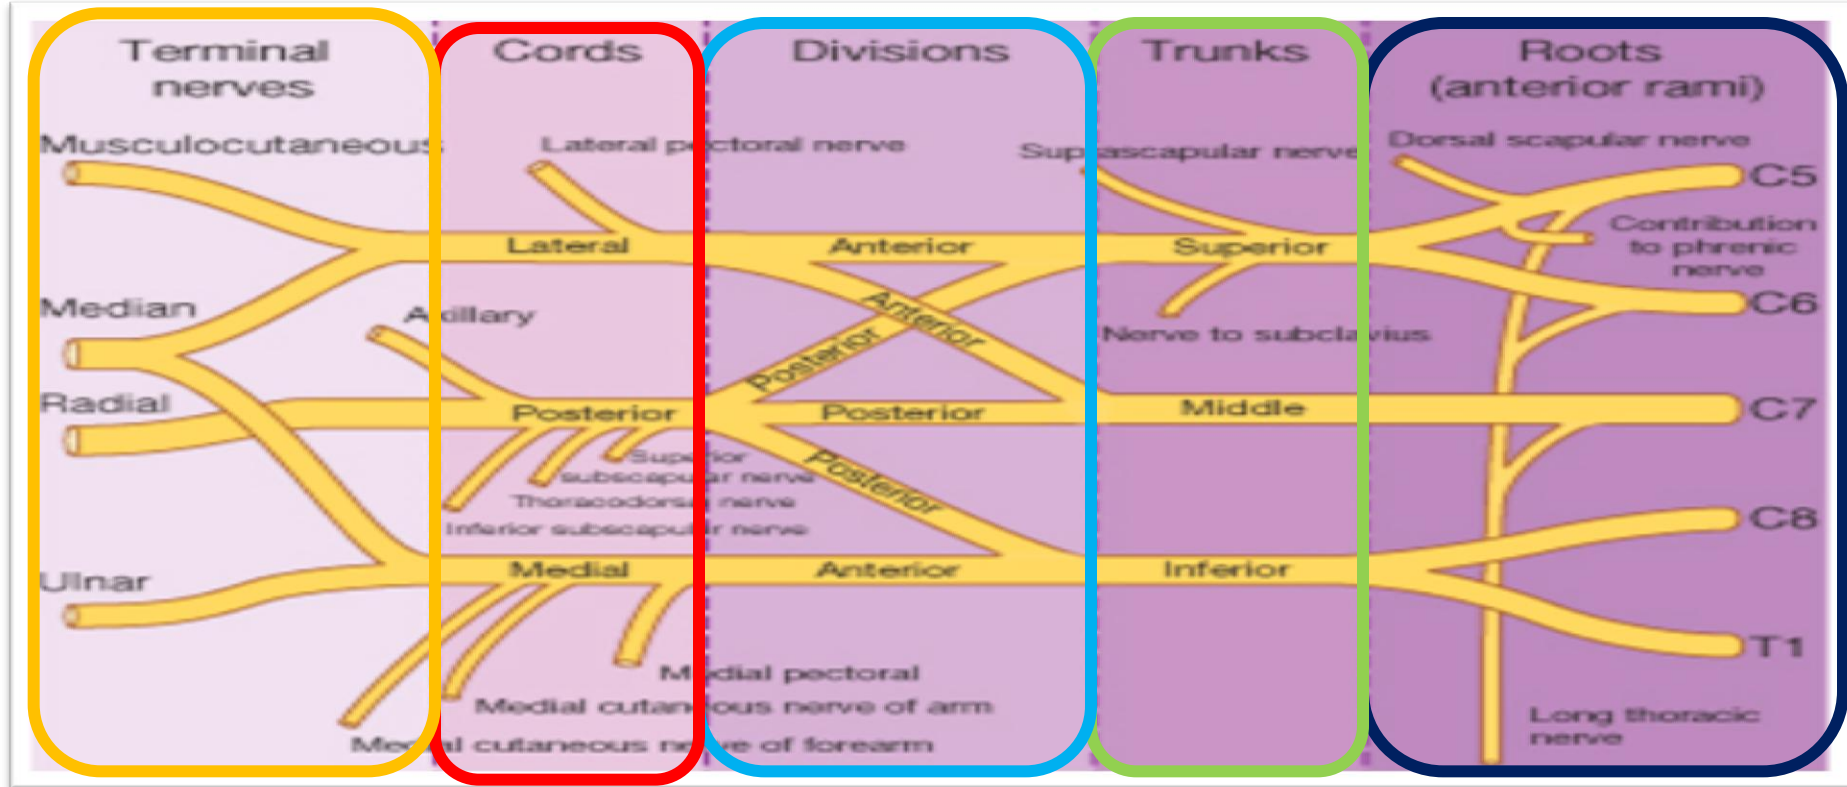 Terminal
nerves
Cords
Divisions
Trunks
Roots
(anterior rami)
Musculocutaneous
Lateral pectoral nerve
Suprascapular nerve
Dorsal scapular nerve
C5
Contribution
to phrenic
nerve
Lateral
Anterior
Superior
Median
Axillary
Anterior
Posterior
Nerve to subclavius
C6
Radial
Posterior
Posterior
Middle
C7
Superior
subscapular nerve
Thoracodorsal nerve
Inferior subscapular nerve
Posterior
C8
Ulnar
Medial
Anterior
Inferior
T1
Medial pectoral
Medial cutaneous nerve of arm
Medial cutaneous nerve of forearm
Long thoracic
nerve